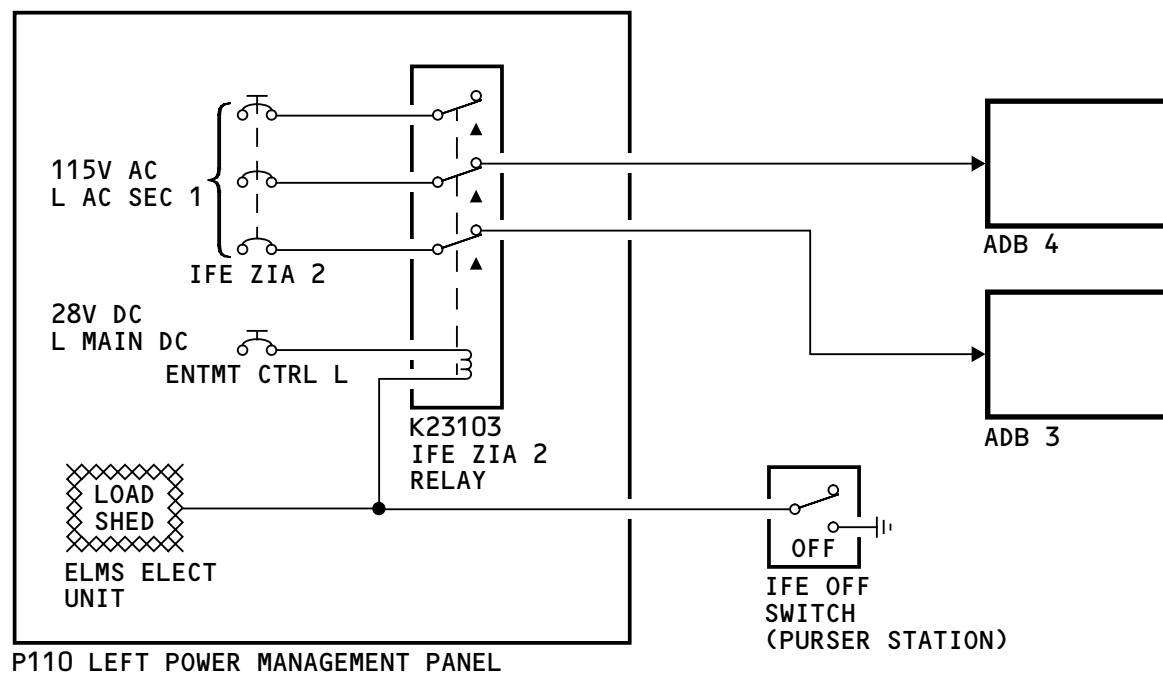 115V AC
L AC SEC 1
IFE ZIA 2
28V DC
L MAIN DC
ENTMT CTRL L
K23103
IFE ZIA 2
RELAY
LOAD
SHED
ELMS ELECT
UNIT
ADB 4
ADB 3
OFF
IFE OFF
SWITCH
(PURSER STATION)
P110 LEFT POWER MANAGEMENT PANEL